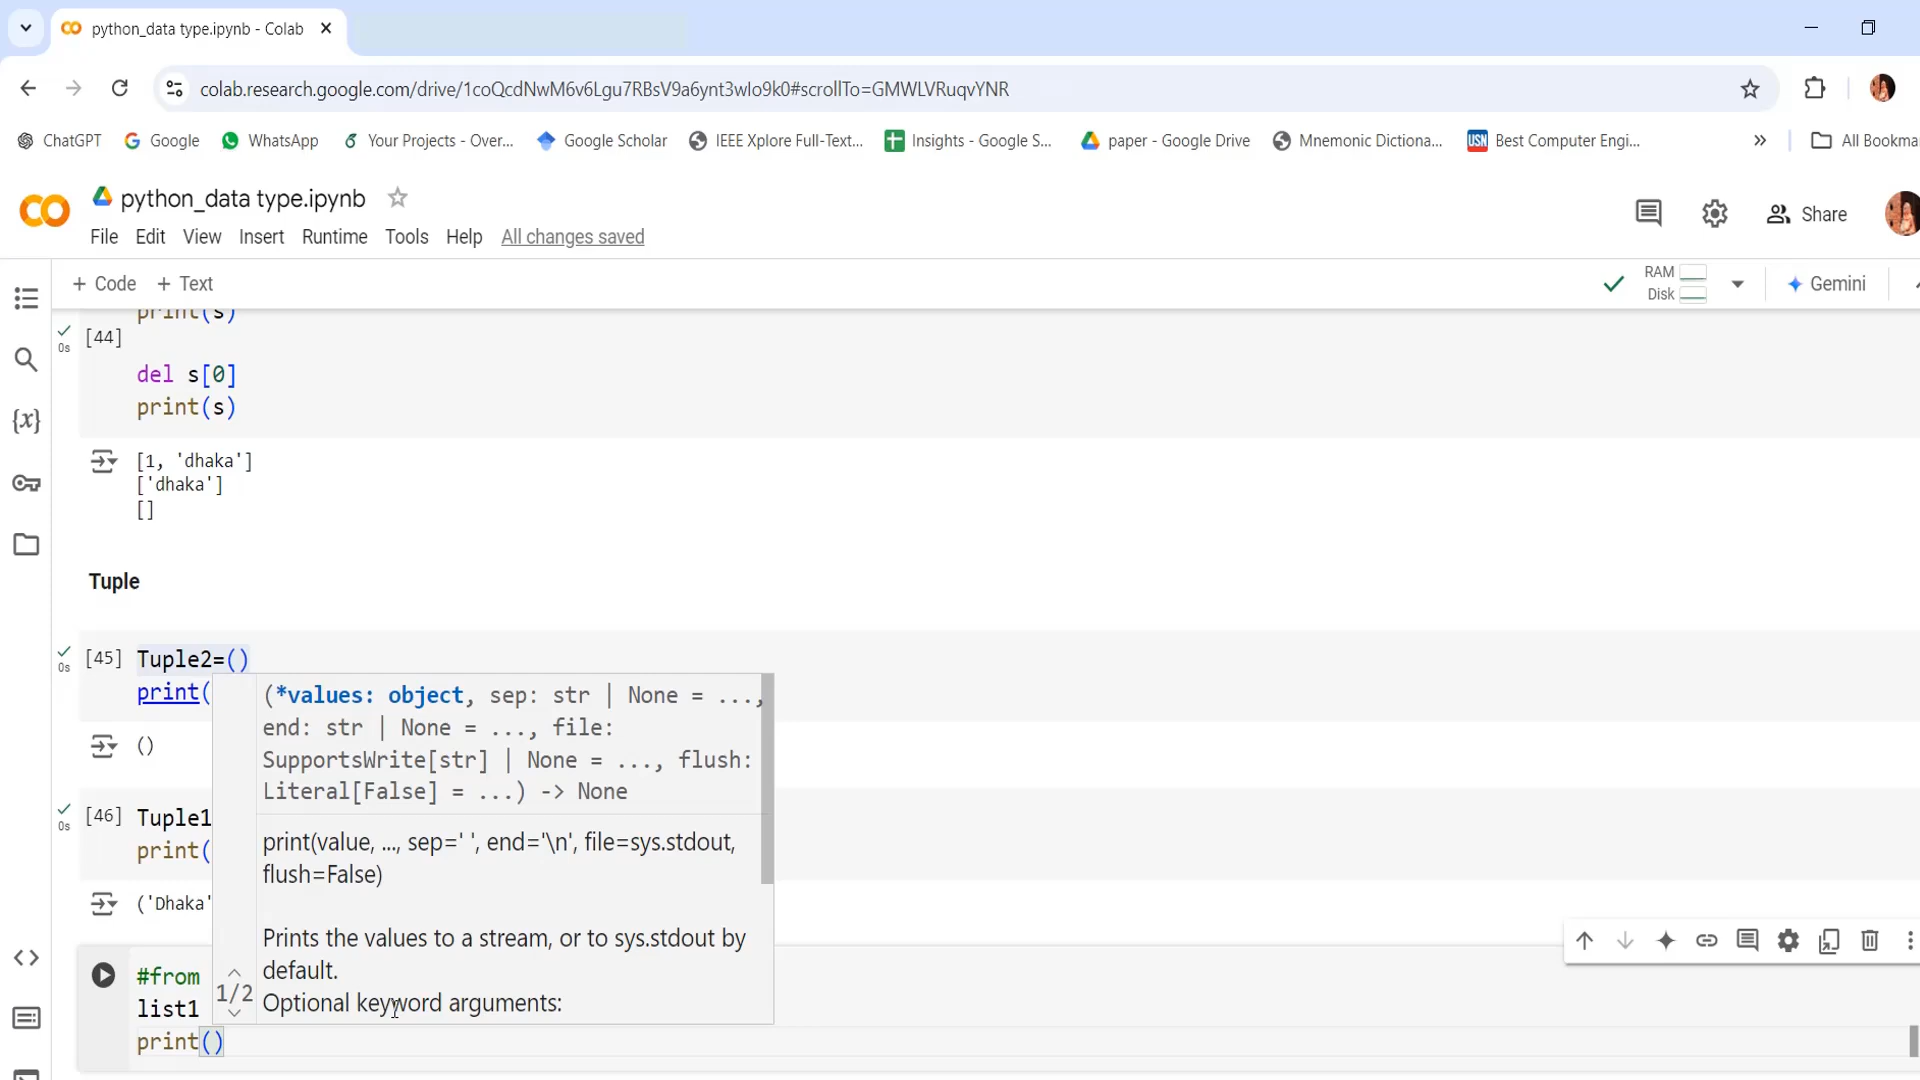 python_data type.ipynb - Colab
colab.research.google.com/drive/1coQcdNwM6v6Lgu7RBsV9a6ynt3wIo9k0#scrollTo=GMWLVRuqvYNR
ChatGPT Google WhatsApp Your Projects - Over... Google Scholar IEEE Xplore Full-Text... Insights - Google S... paper - Google Drive Mnemonic Dictiona... USN Best Computer Engi... » All Bookma
python_data type.ipynb
Share
File Edit View Insert Runtime Tools Help All changes saved
+ Code + Text
RAM
Disk
Gemini
print(s)
0s
[44]
del s[0]
print(s)
[1, 'dhaka']
['dhaka']
[]
Tuple
0s
[45] Tuple2=()
print(
(*values: object, sep: str | None = ...,
end: str | None = ..., file:
SupportsWrite[str] | None = ..., flush:
Literal[False] = ...) -> None
()
0s
[46] Tuple1
print(
print(value, ..., sep=' ', end='\n', file=sys.stdout,
flush=False)
('Dhaka'
Prints the values to a stream, or to sys.stdout by
default.
Optional keyword arguments:
1/2
#from
list1
print()